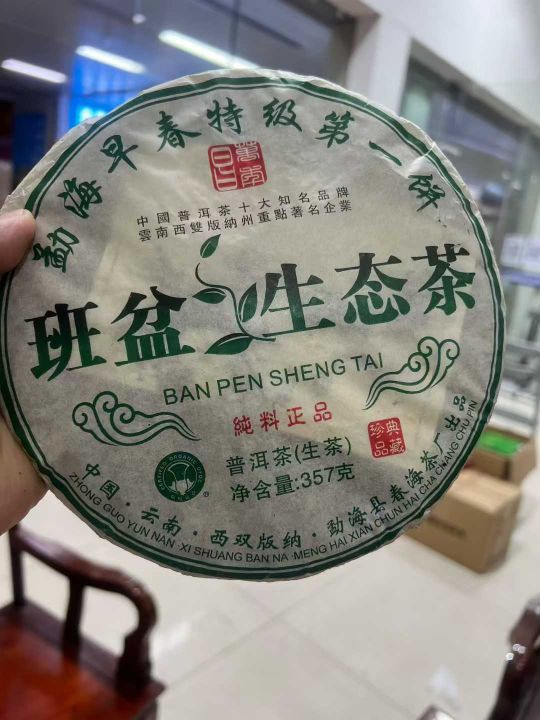 勐海早春特级第一饼
中國普洱茶十大知名品牌
雲南西雙版納州重點著名企業
班盆生态茶
BAN PEN SHENG TAI
純料正品
珍典
品藏
普洱茶(生茶)
净含量:357克
中国·云南·西双版纳·勐海县春海茶厂出品
ZHONG GUO YUN NAN·XI SHUANG BAN NA·MENG HAI XIAN CHUN HAI CHA CHANG CHU PIN